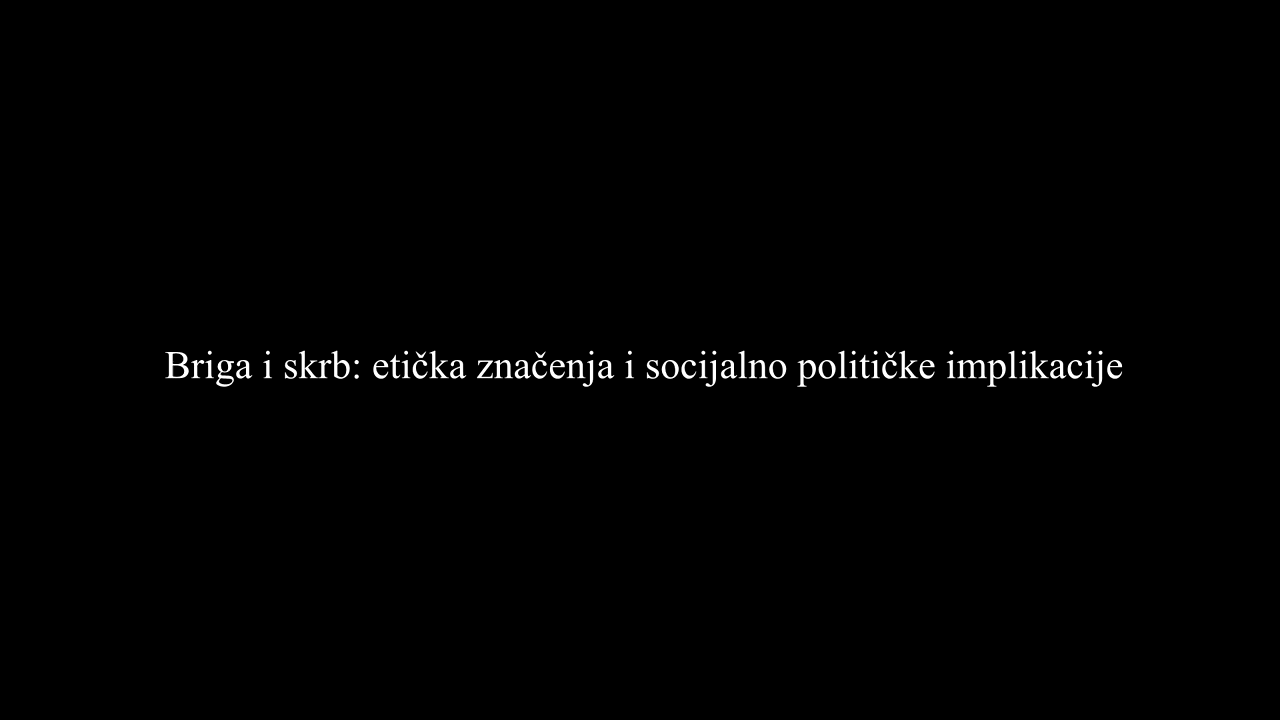 Briga i skrb: etička značenja i socijalno političke implikacije